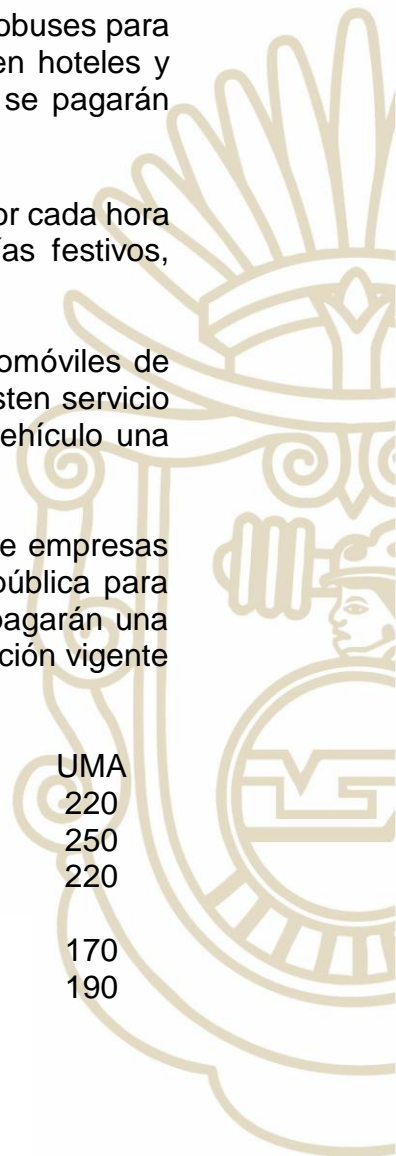 obuses para
en hoteles y
se pagarán
or cada hora
ías festivos,
omóviles de
sten servicio
ehículo una
e empresas
pública para
pagarán una
ción vigente
UMA
220
250
220
170
190